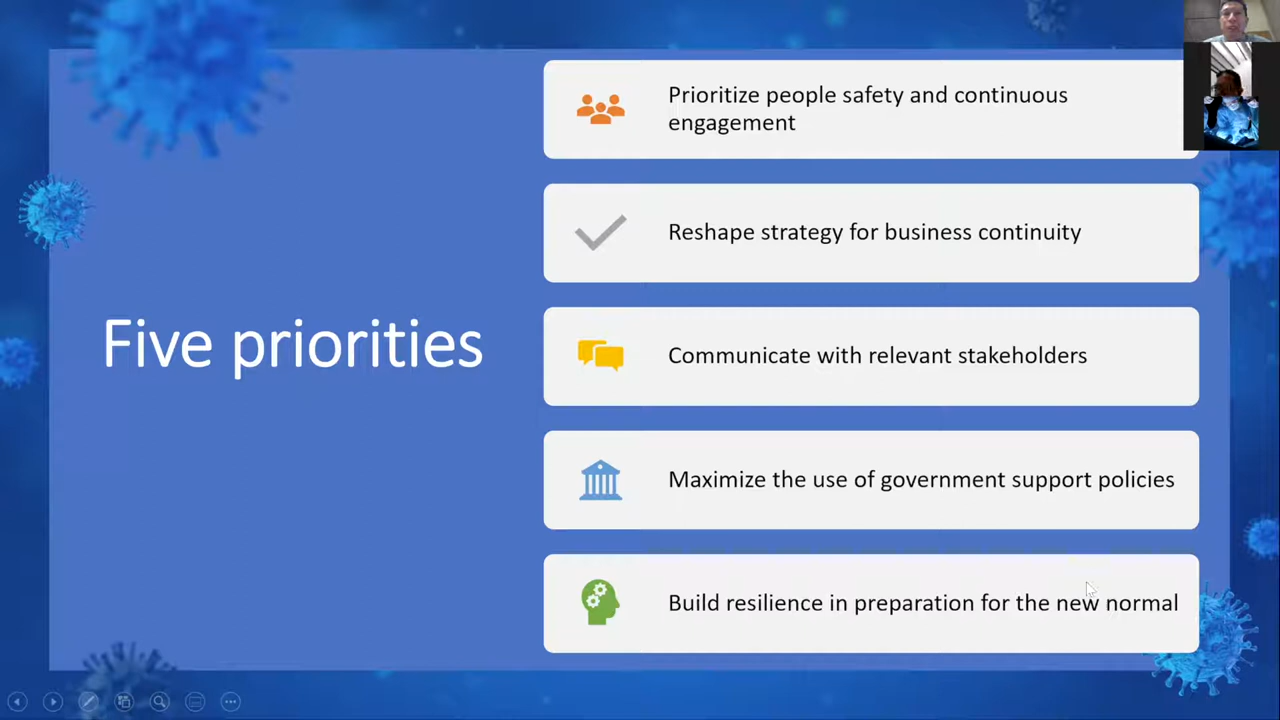 Five priorities
Prioritize people safety and continuous
engagement
Reshape strategy for business continuity
Communicate with relevant stakeholders
Maximize the use of government support policies
Build resilience in preparation for the new normal